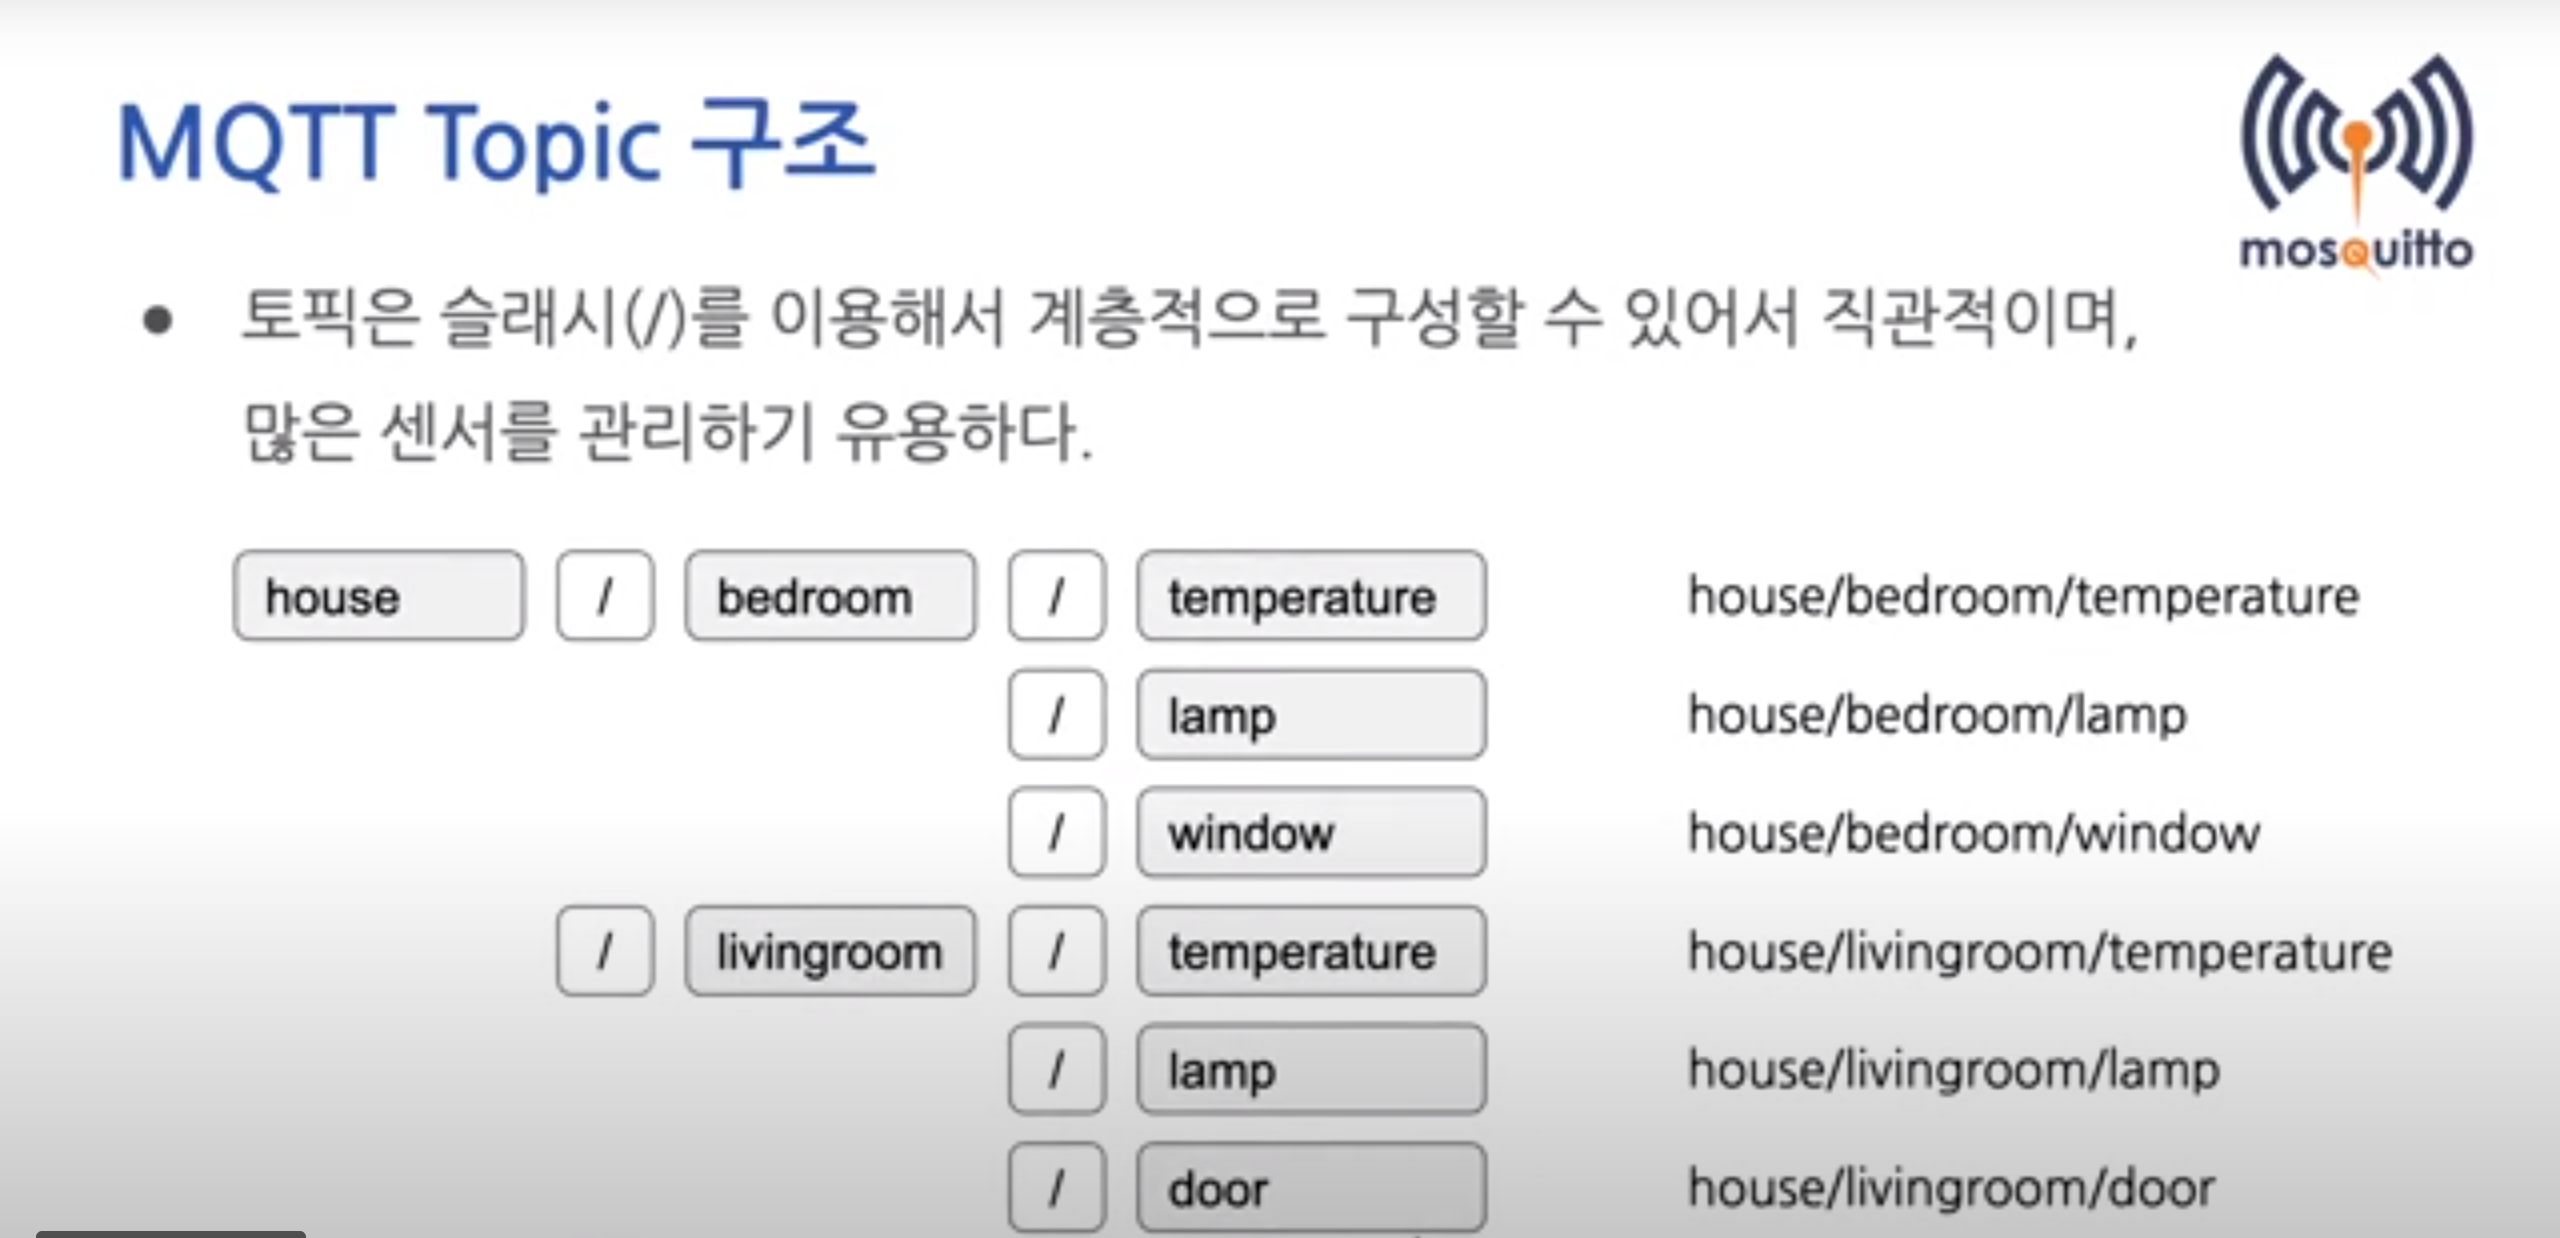 MQTT Topic 구조
mosquitto
토픽은 슬래시(/)를 이용해서 계층적으로 구성할 수 있어서 직관적이며,
많은 센서를 관리하기 유용하다.
house / bedroom / temperature house/bedroom/temperature
/ lamp house/bedroom/lamp
/ window house/bedroom/window
/ livingroom / temperature house/livingroom/temperature
/ lamp house/livingroom/lamp
/ door house/livingroom/door